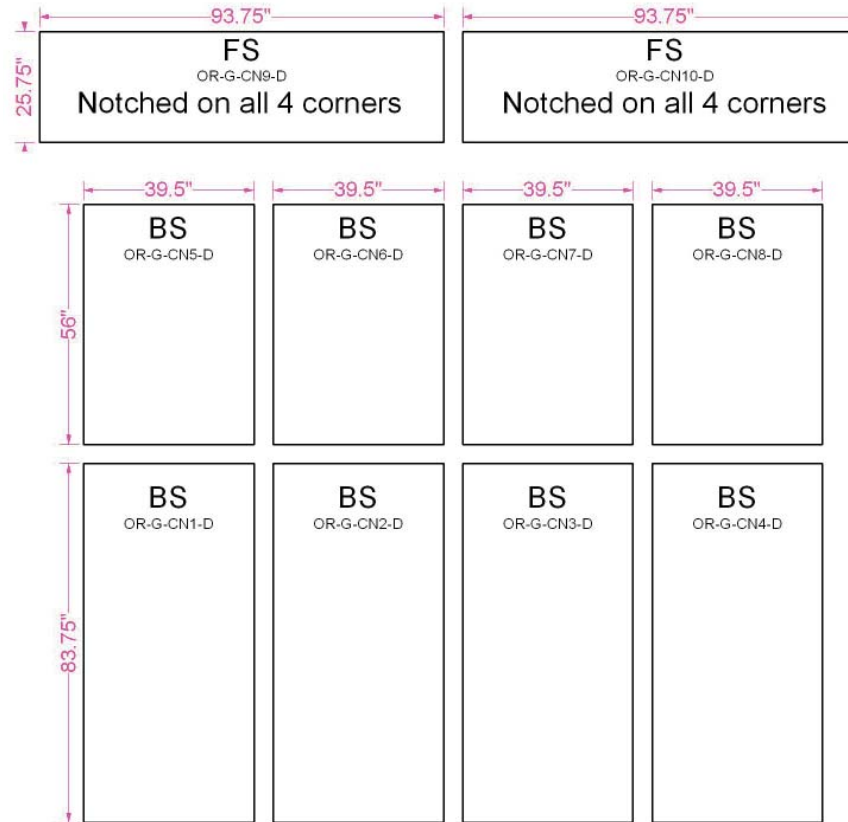 93.75" 93.75"
25.75"
FS FS
OR-G-CN9-D OR-G-CN10-D
Notched on all 4 corners Notched on all 4 corners
39.5" 39.5" 39.5" 39.5"
56"
BS BS BS BS
OR-G-CN5-D OR-G-CN6-D OR-G-CN7-D OR-G-CN8-D
83.75"
BS BS BS BS
OR-G-CN1-D OR-G-CN2-D OR-G-CN3-D OR-G-CN4-D